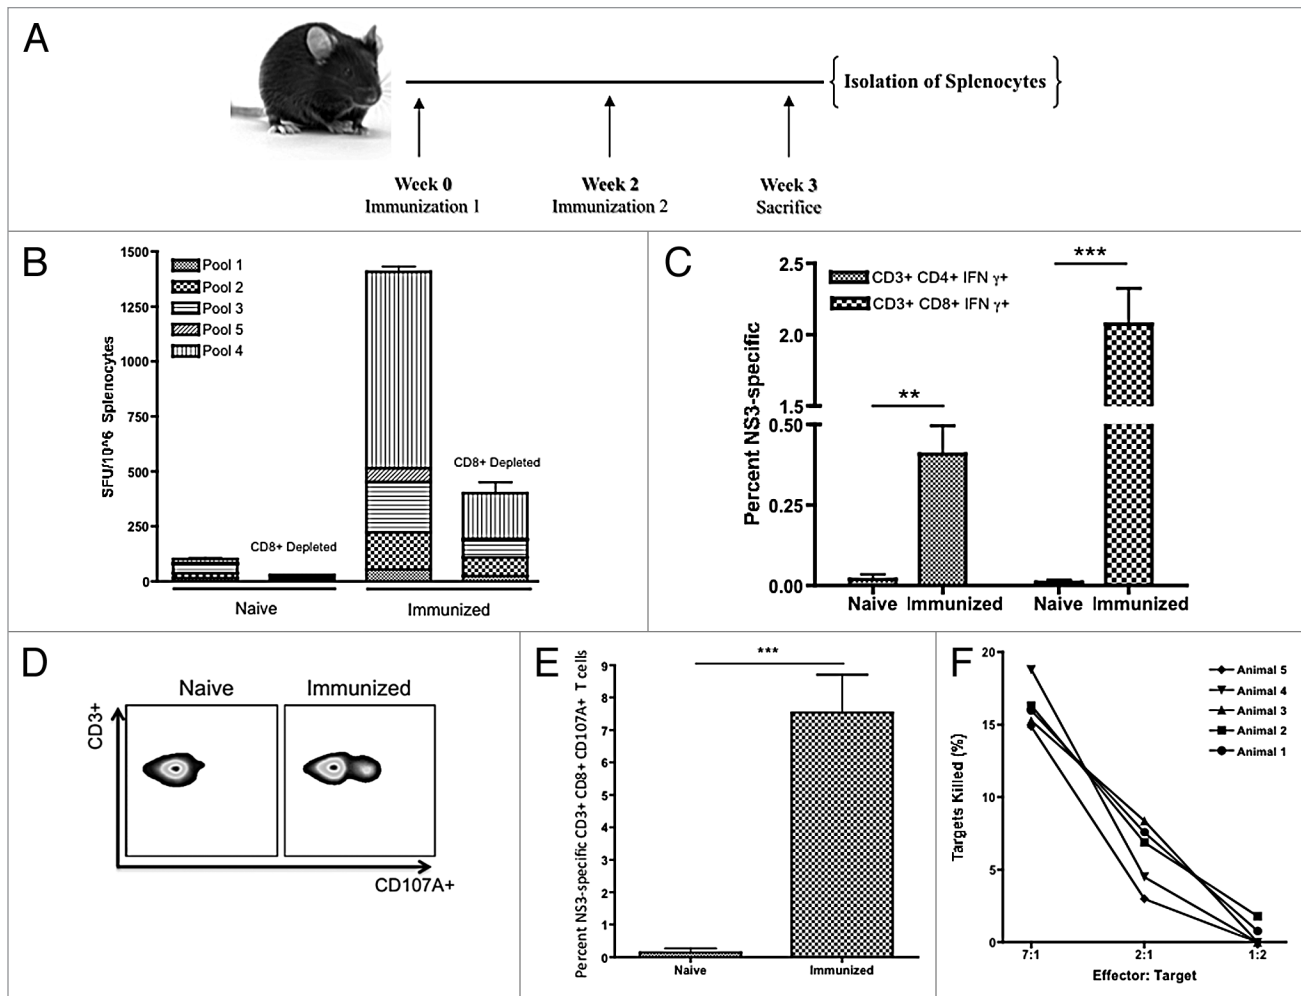 A
Isolation of Splenocytes
Week 0
Immunization 1
Week 2
Immunization 2
Week 3
Sacrifice
B
SFU/10^6 Splenocytes
1500
1250
1000
750
500
250
0
Pool 1
Pool 2
Pool 3
Pool 5
Pool 4
CD8+ Depleted
CD8+ Depleted
Naive
Immunized
C
Percent NS3-specific
2.5
2.0
1.5
0.50
0.25
0.00
CD3+ CD4+ IFN γ+
CD3+ CD8+ IFN γ+
**
***
Naive Immunized
Naive Immunized
D
Naive
Immunized
CD3+
CD107A+
E
Percent NS3-specific CD3+ CD8+ CD107A+ T cells
9
8
7
6
5
4
3
2
1
0
***
Naive
Immunized
F
Targets Killed (%)
20
15
10
5
0
Animal 5
Animal 4
Animal 3
Animal 2
Animal 1
7:1
2:1
1:2
Effector: Target